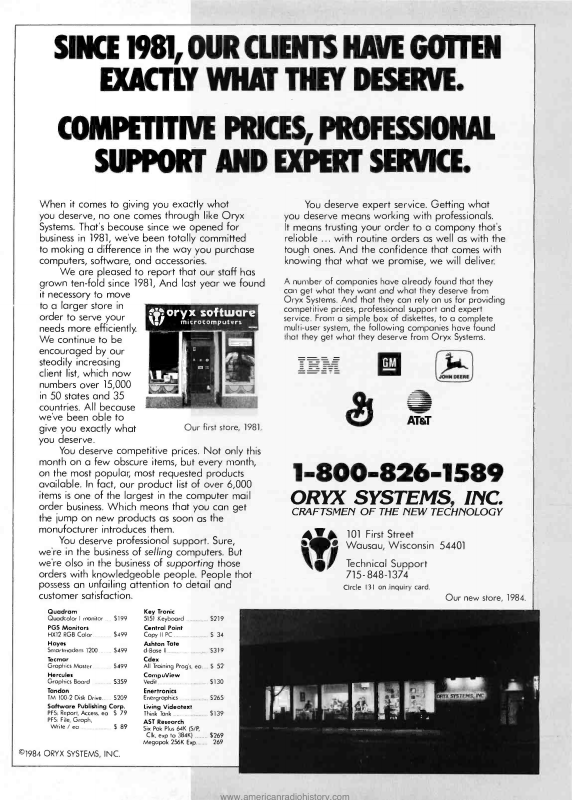 SINCE 1981, OUR CLIENTS HAVE GOTTEN
EXACTLY WHAT THEY DESERVE.
COMPETITIVE PRICES, PROFESSIONAL
SUPPORT AND EXPERT SERVICE.
When it comes to giving you exactly what
you deserve, no one comes through like Oryx
Systems. That's because since we opened for
business in 1981, we've been totally committed
to making a difference in the way you purchase
computers, software, and accessories.
We are pleased to report that our staff has
grown ten-fold since 1981, And last year we found
it necessary to move
to a larger store in
order to serve your
needs more efficiently.
We continue to be
encouraged by our
steadily increasing
client list, which now
numbers over 15,000
in 50 states and 35
countries. All because
we've been able to
give you exactly what
you deserve.
oryx software
microcomputers
Our first store, 1981.
You deserve competitive prices. Not only this
month on a few obscure items, but every month,
on the most popular, most requested products
available. In fact, our product list of over 6,000
items is one of the largest in the computer mail
order business. Which means that you can get
the jump on new products as soon as the
manufacturer introduces them.
You deserve professional support. Sure,
we're in the business of selling computers. But
we're also in the business of supporting those
orders with knowledgeable people. People that
possess an unfailing attention to detail and
customer satisfaction.
Quadram
Quadcolor I monitor .... $199
PGS Monitors
HX12 RGB Color ........ $499
Hayes
Smartmodem 1200 .... $499
Tecmar
Graphics Master ........ $499
Hercules
Graphics Board ......... $359
Tandon
TM 100-2 Disk Drive.... $209
Software Publishing Corp.
PFS: Report, Access, ea $ 79
PFS: File, Graph,
Write / ea ................ $ 89
Key Tronic
5151 Keyboard .......... $219
Central Point
Copy II PC ................ $ 34
Ashton Tate
d Base II .................. $319
Cdex
All Training Prog's, ea... $ 52
CompuView
Vedit ....................... $130
Enertronics
Energraphics ............. $265
Living Videotext
Think Tank ................ $139
AST Research
Six Pak Plus 64K (S/P,
Clk, exp to 384K) ....... $269
Megapak 256K Exp ..... 269
©1984 ORYX SYSTEMS, INC.
You deserve expert service. Getting what
you deserve means working with professionals.
It means trusting your order to a company that's
reliable ... with routine orders as well as with the
tough ones. And the confidence that comes with
knowing that what we promise, we will deliver.
A number of companies have already found that they
can get what they want and what they deserve from
Oryx Systems. And that they can rely on us for providing
competitive prices, professional support and expert
service. From a simple box of diskettes, to a complete
multi-user system, the following companies have found
that they get what they deserve from Oryx Systems.
IBM
GM
JOHN DEERE
G
AT&T
1-800-826-1589
ORYX SYSTEMS, INC.
CRAFTSMEN OF THE NEW TECHNOLOGY
101 First Street
Wausau, Wisconsin 54401
Technical Support
715-848-1374
Circle 131 on inquiry card.
Our new store, 1984.
ORYX SYSTEMS, INC
www.americanradiohistory.com